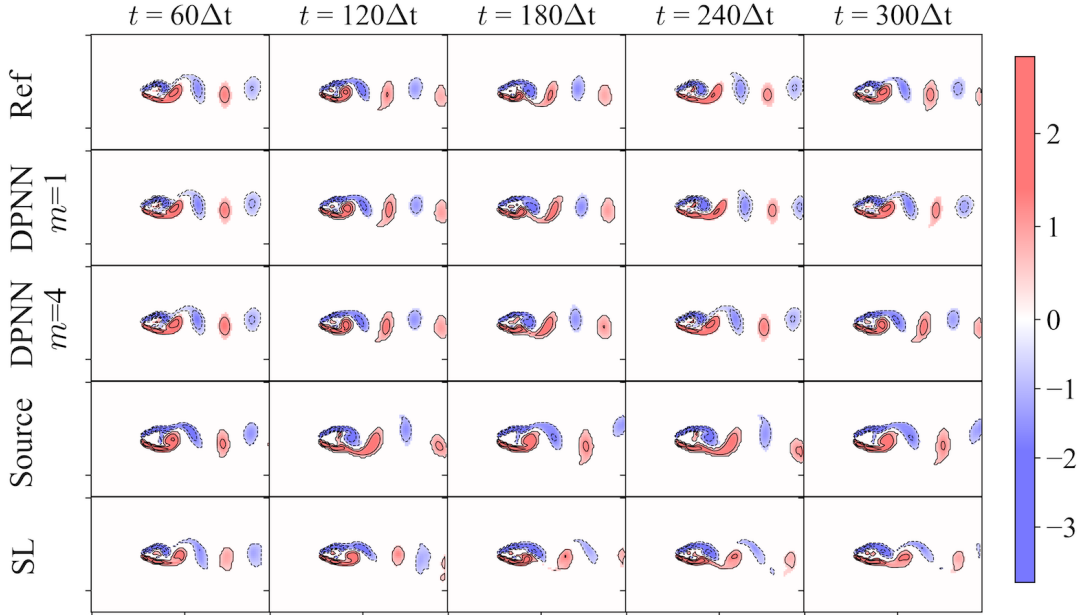 t = 60Δt t = 120Δt t = 180Δt t = 240Δt t = 300Δt
Ref
DPNN
m=1
DPNN
m=4
Source
SL
2
1
0
−1
−2
−3